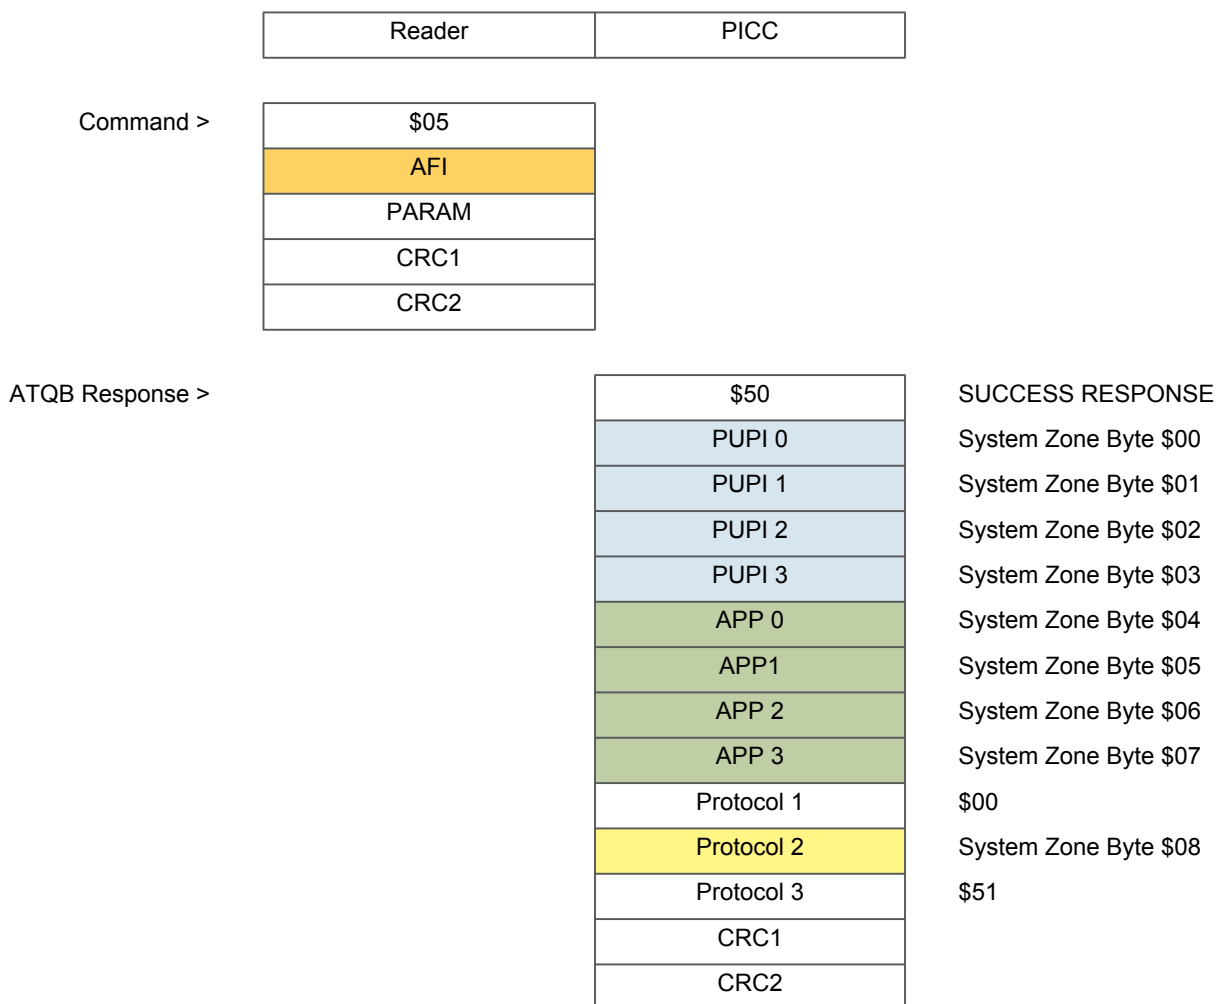 Reader PICC
Command > $05
AFI
PARAM
CRC1
CRC2
ATQB Response > $50 SUCCESS RESPONSE
PUPI 0 System Zone Byte $00
PUPI 1 System Zone Byte $01
PUPI 2 System Zone Byte $02
PUPI 3 System Zone Byte $03
APP 0 System Zone Byte $04
APP1 System Zone Byte $05
APP 2 System Zone Byte $06
APP 3 System Zone Byte $07
Protocol 1 $00
Protocol 2 System Zone Byte $08
Protocol 3 $51
CRC1
CRC2